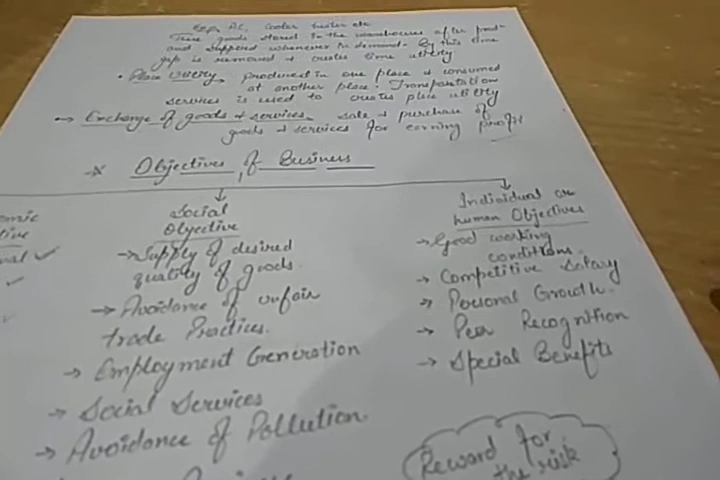 Exp. AC, Cooler heater etc
These goods stored in the warehouses after prodn
and supplied whenever in demand. By this time
gap is removed & creates time utility.
• Place Utility produced in one place & consumed
at another place. Transportation
services is used to creates place utility
→ Exchange of goods & services. sale & purchase of
goods & services for earning profit
Objectives of Business
Social
Objective
→ Supply of desired
quality of goods
→ Avoidance of unfair
trade Practices.
→ Employment Generation
→ Social Services
→ Avoidance of Pollution.
Individual or
human Objectives
→ Good working
conditions.
→ Competitive Salary
→ Personal Growth.
→ Peer Recognition
→ Special Benefits
Reward for
the risk